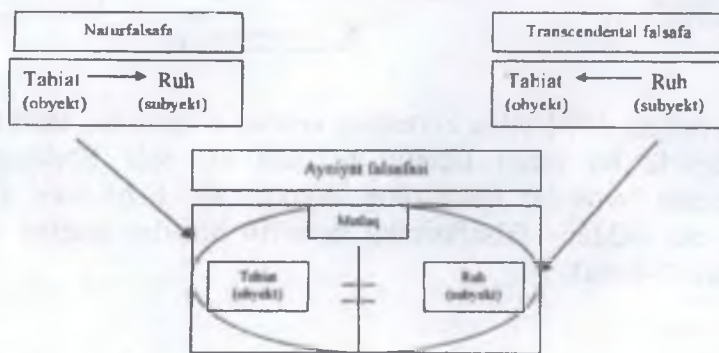 Naturfalsafa
Tabiat Ruh
(obyekt) (subyekt)
Transcendental falsafa
Tabiat Ruh
(obyekt) (subyekt)
Ayniyat falsafasi
Mutlaq
Tabiat
(obyekt)
Ruh
(subyekt)